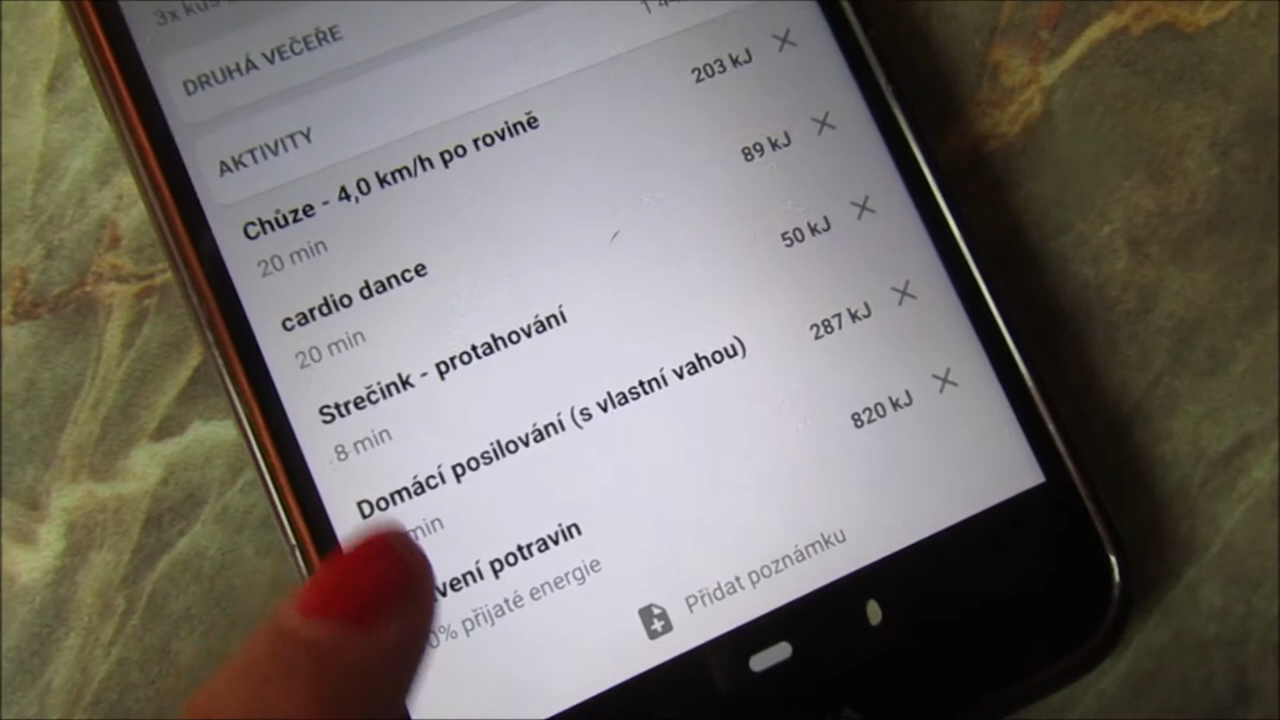 3x kus
DRUHÁ VEČEŘE
AKTIVITY
Chůze - 4,0 km/h po rovině
203 kJ
20 min
cardio dance
89 kJ
20 min
Strečink - protahování
50 kJ
8 min
Domácí posilování (s vlastní vahou)
287 kJ
min
potravin
820 kJ
přijaté energie
Přidat poznámku